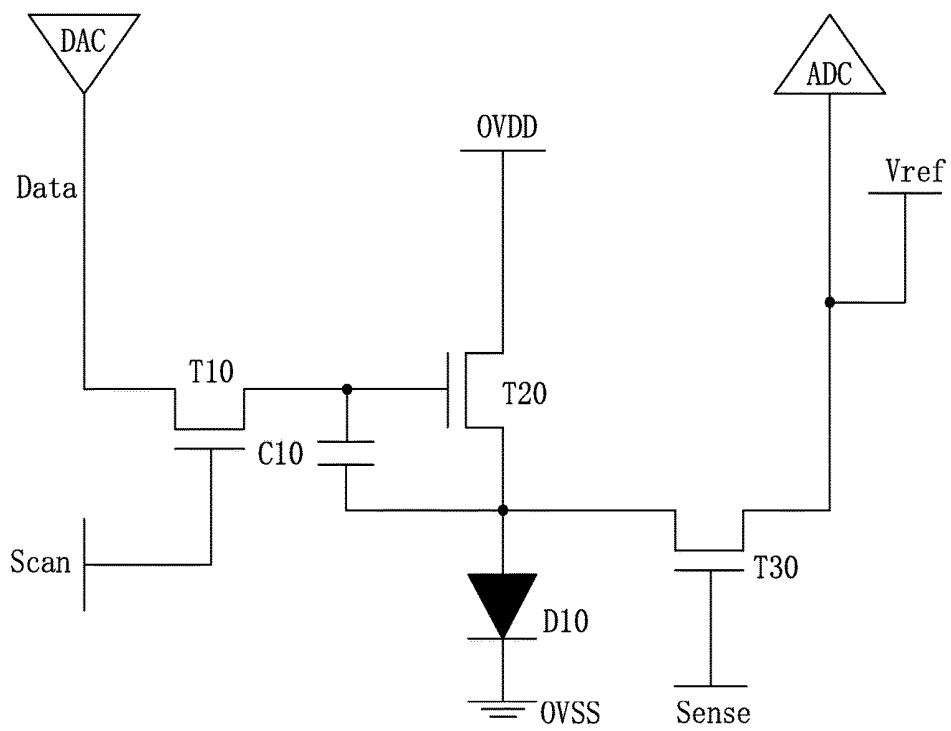 DAC
ADC
OVDD
Vref
Data
T10
T20
C10
Scan
T30
D10
OVSS
Sense